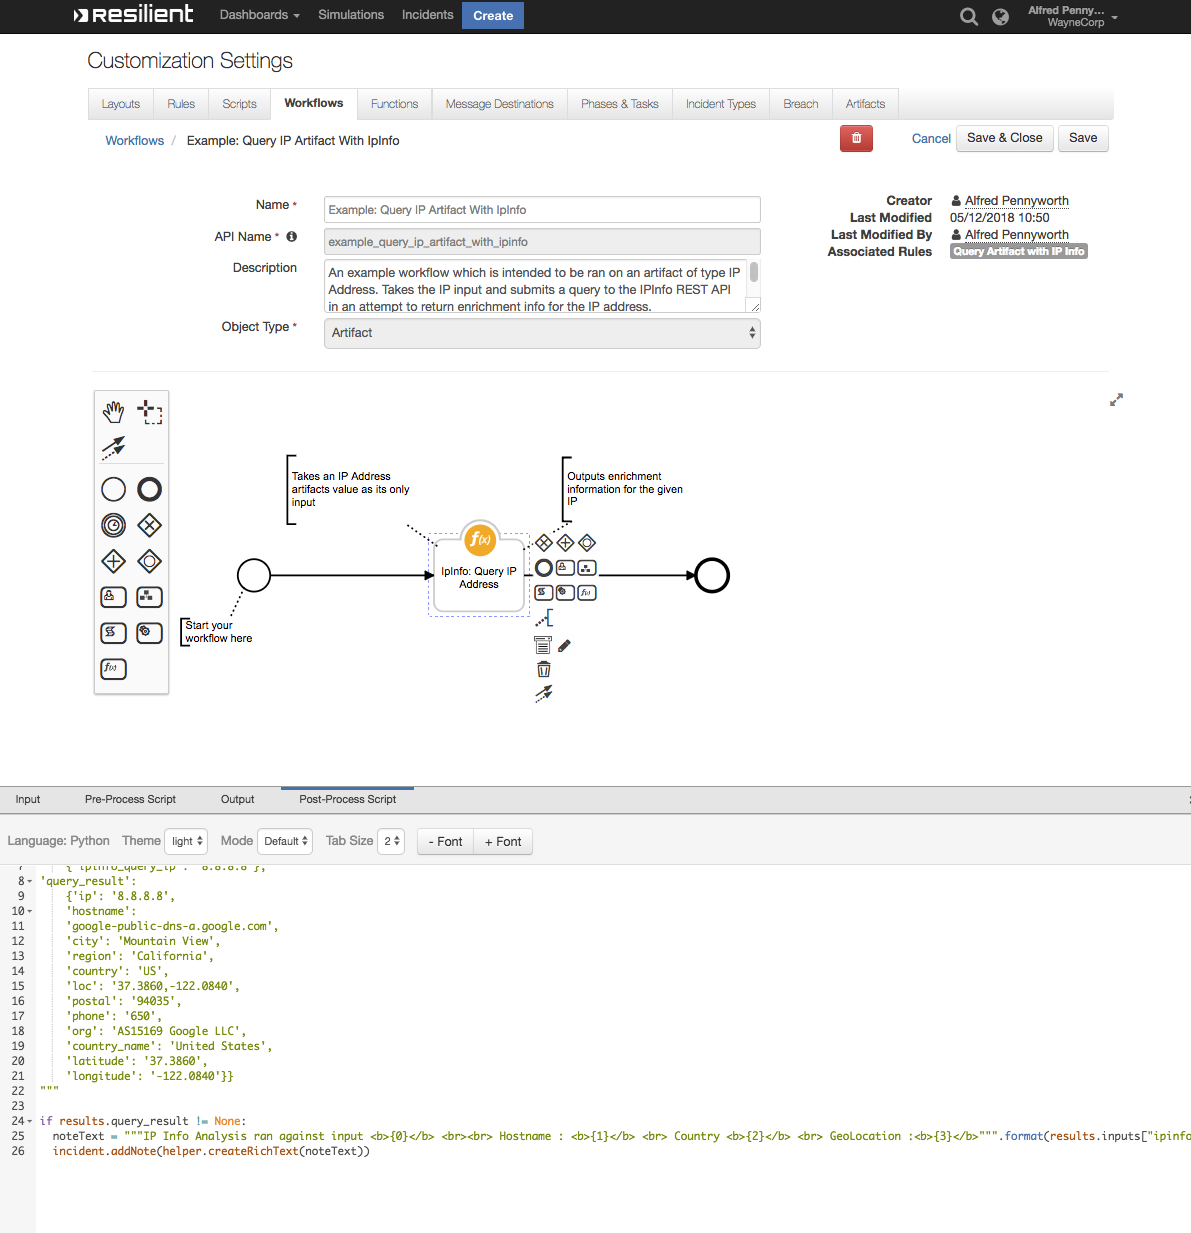 resilient Dashboards Simulations Incidents Create Alfred Penny...
WayneCorp
Customization Settings
Layouts Rules Scripts Workflows Functions Message Destinations Phases & Tasks Incident Types Breach Artifacts
Workflows / Example: Query IP Artifact With IpInfo Cancel Save & Close Save
Name * Example: Query IP Artifact With IpInfo
API Name * example_query_ip_artifact_with_ipinfo
Description An example workflow which is intended to be ran on an artifact of type IP
Address. Takes the IP input and submits a query to the IPInfo REST API
in an attempt to return enrichment info for the IP address.
Object Type * Artifact
Creator Alfred Pennyworth
Last Modified 05/12/2018 10:50
Last Modified By Alfred Pennyworth
Associated Rules Query Artifact with IP Info
Takes an IP Address
artifacts value as its only
input
Outputs enrichment
information for the given
IP
f(x)
IpInfo: Query IP
Address
Start your
workflow here
f(x)
f(x)
Input Pre-Process Script Output Post-Process Script
Language: Python Theme light Mode Default Tab Size 2 - Font + Font
7 {'ipinfo_query_ip': '8.8.8.8'},
8 'query_result':
9 {'ip': '8.8.8.8',
10 'hostname':
11 'google-public-dns-a.google.com',
12 'city': 'Mountain View',
13 'region': 'California',
14 'country': 'US',
15 'loc': '37.3860,-122.0840',
16 'postal': '94035',
17 'phone': '650',
18 'org': 'AS15169 Google LLC',
19 'country_name': 'United States',
20 'latitude': '37.3860',
21 'longitude': '-122.0840'}}
22 """
23
24 if results.query_result != None:
25 noteText = """IP Info Analysis ran against input <b>{0}</b> <br><br> Hostname : <b>{1}</b> <br> Country <b>{2}</b> <br> GeoLocation :<b>{3}</b>""".format(results.inputs["ipinfo
26 incident.addNote(helper.createRichText(noteText))